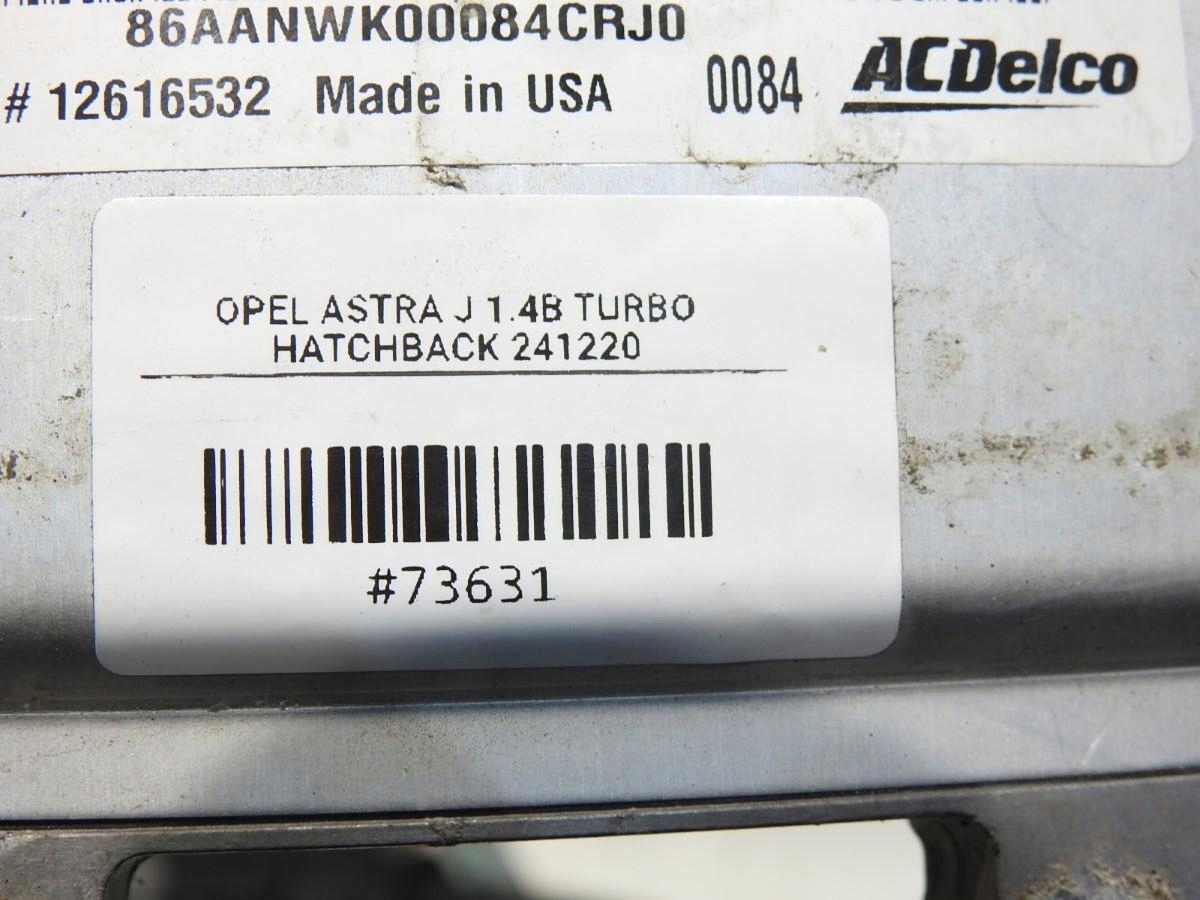 86AANWK00084CRJ0
# 12616532 Made in USA 0084 ACDelco
OPEL ASTRA J 1.4B TURBO
HATCHBACK 241220
#73631